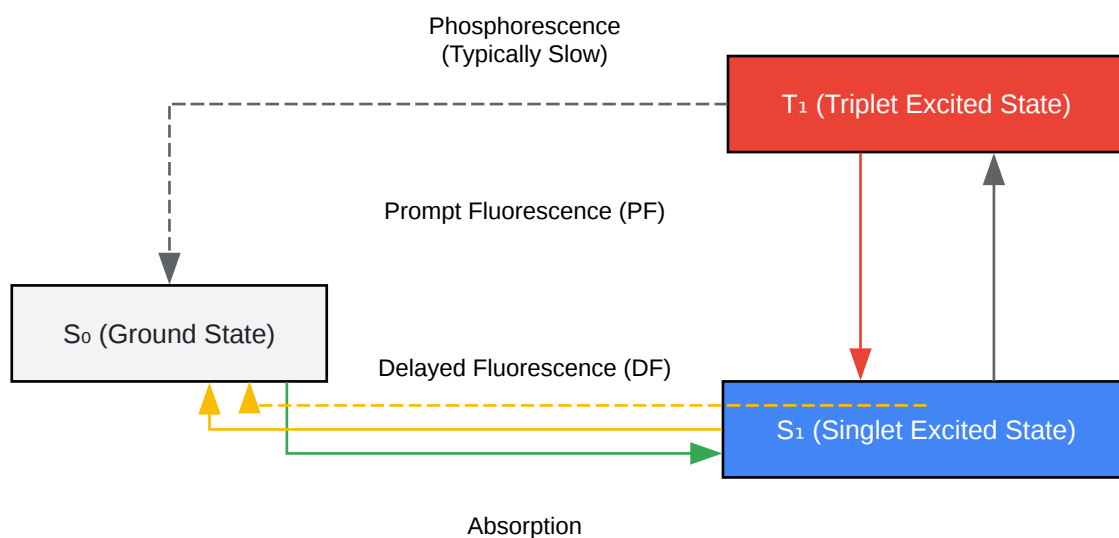 Phosphorescence
(Typically Slow)
T₁ (Triplet Excited State)
Prompt Fluorescence (PF)
S₀ (Ground State)
Delayed Fluorescence (DF)
S₁ (Singlet Excited State)
Absorption